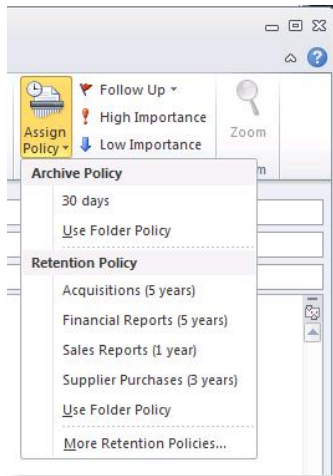 Follow Up
High Importance
Low Importance
Assign
Policy
Zoom
m
Archive Policy
30 days
Use Folder Policy
Retention Policy
Acquisitions (5 years)
Financial Reports (5 years)
Sales Reports (1 year)
Supplier Purchases (3 years)
Use Folder Policy
More Retention Policies...